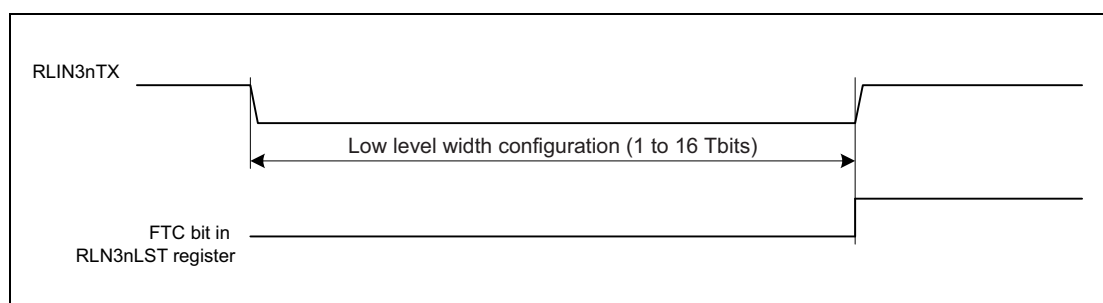 RLIN3nTX
Low level width configuration (1 to 16 Tbits)
FTC bit in
RLN3nLST register